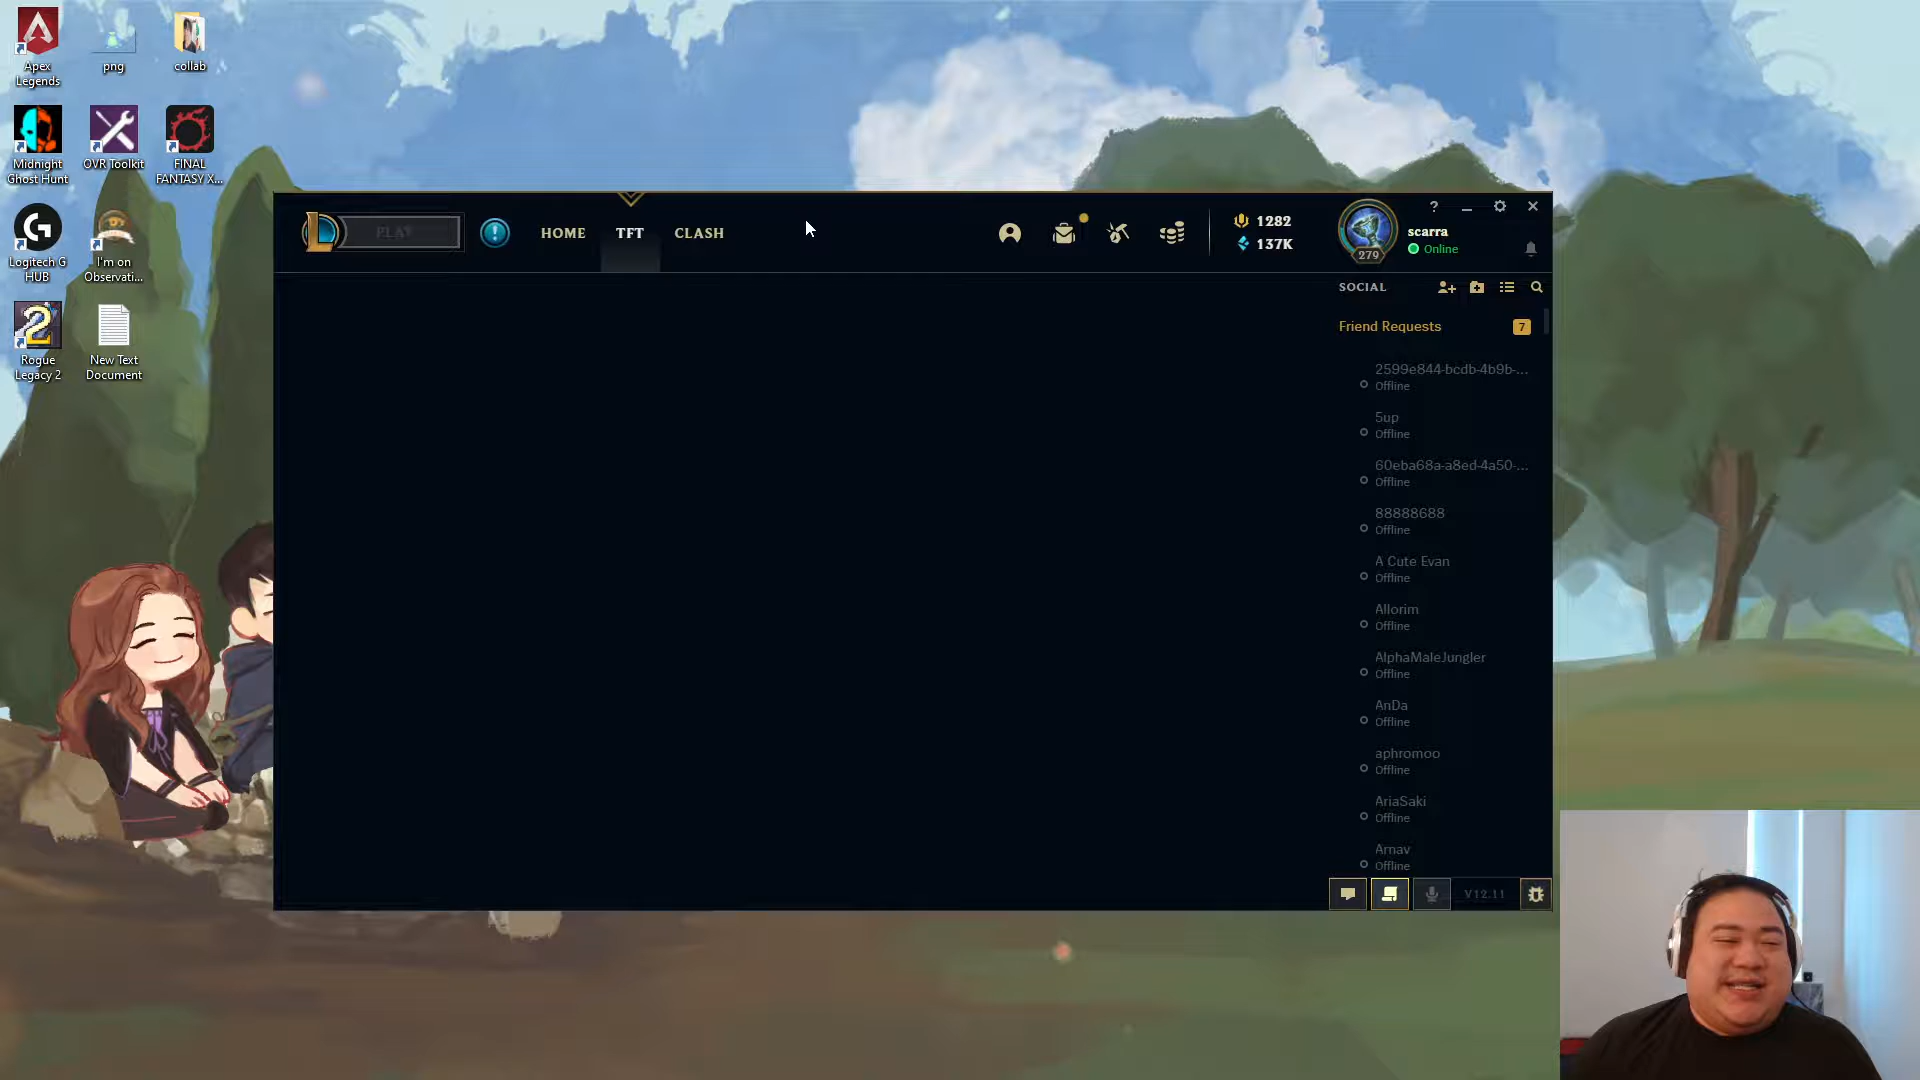 Apex
Legends
png
collab
Midnight
Ghost Hunt
OVR Toolkit
FINAL
FANTASY X...
Logitech G
HUB
I'm on
Observati...
2
Rogue
Legacy 2
New Text
Document
PLAY
HOME
TFT
CLASH
1282
137K
279
scarra
Online
SOCIAL
Friend Requests
7
2599e844-bcdb-4b9b-...
Offline
5up
Offline
60eba68a-a8ed-4a50-...
Offline
88888688
Offline
A Cute Evan
Offline
Allorim
Offline
AlphaMaleJungler
Offline
AnDa
Offline
aphromoo
Offline
AriaSaki
Offline
Arnav
Offline
V12.11